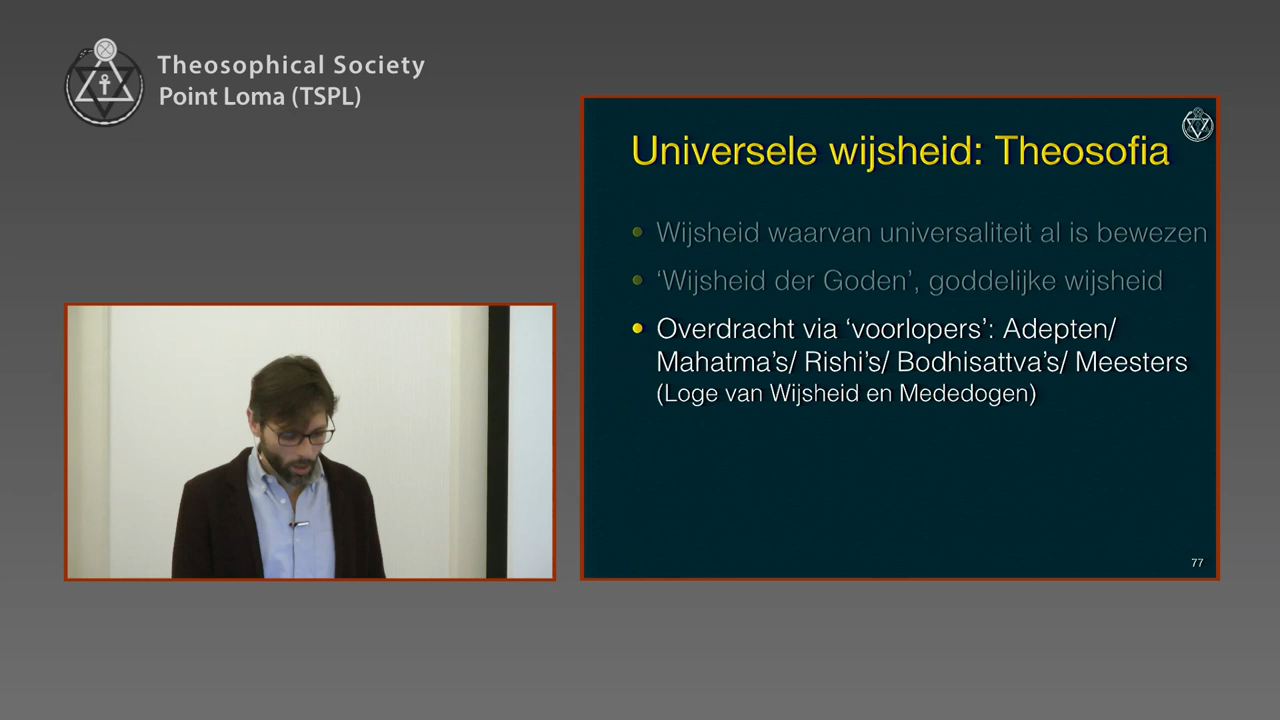 Theosophical Society
Point Loma (TSPL)
Universele wijsheid: Theosofia
Wijsheid waarvan universaliteit al is bewezen
‘Wijsheid der Goden’, goddelijke wijsheid
Overdracht via ‘voorlopers’: Adepten/
Mahatma’s/ Rishi’s/ Bodhisattva’s/ Meesters
(Loge van Wijsheid en Mededogen)
77